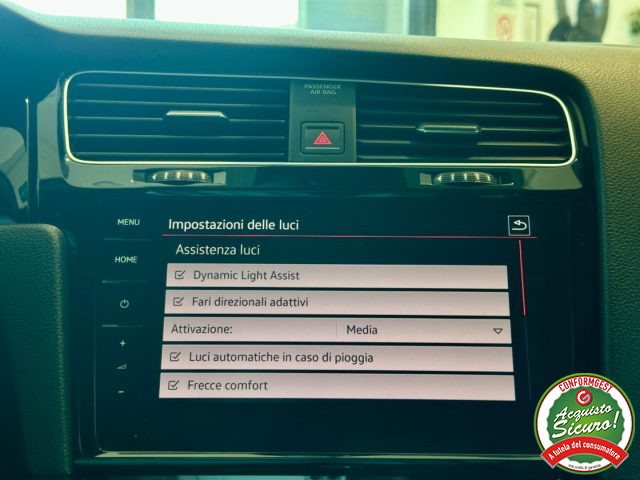 PASSENGER
AIR BAG
MENU
HOME
Impostazioni delle luci
Assistenza luci
Dynamic Light Assist
Fari direzionali adattivi
Attivazione: Media
Luci automatiche in caso di pioggia
Frecce comfort
+
-
CONFORMGEST
Acquisto
Sicuro!
A tutela del consumatore